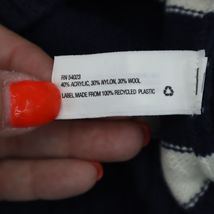 RN 54023
40% ACRYLIC, 30% NYLON, 30% WOOL
LABEL MADE FROM 100% RECYCLED PLASTIC